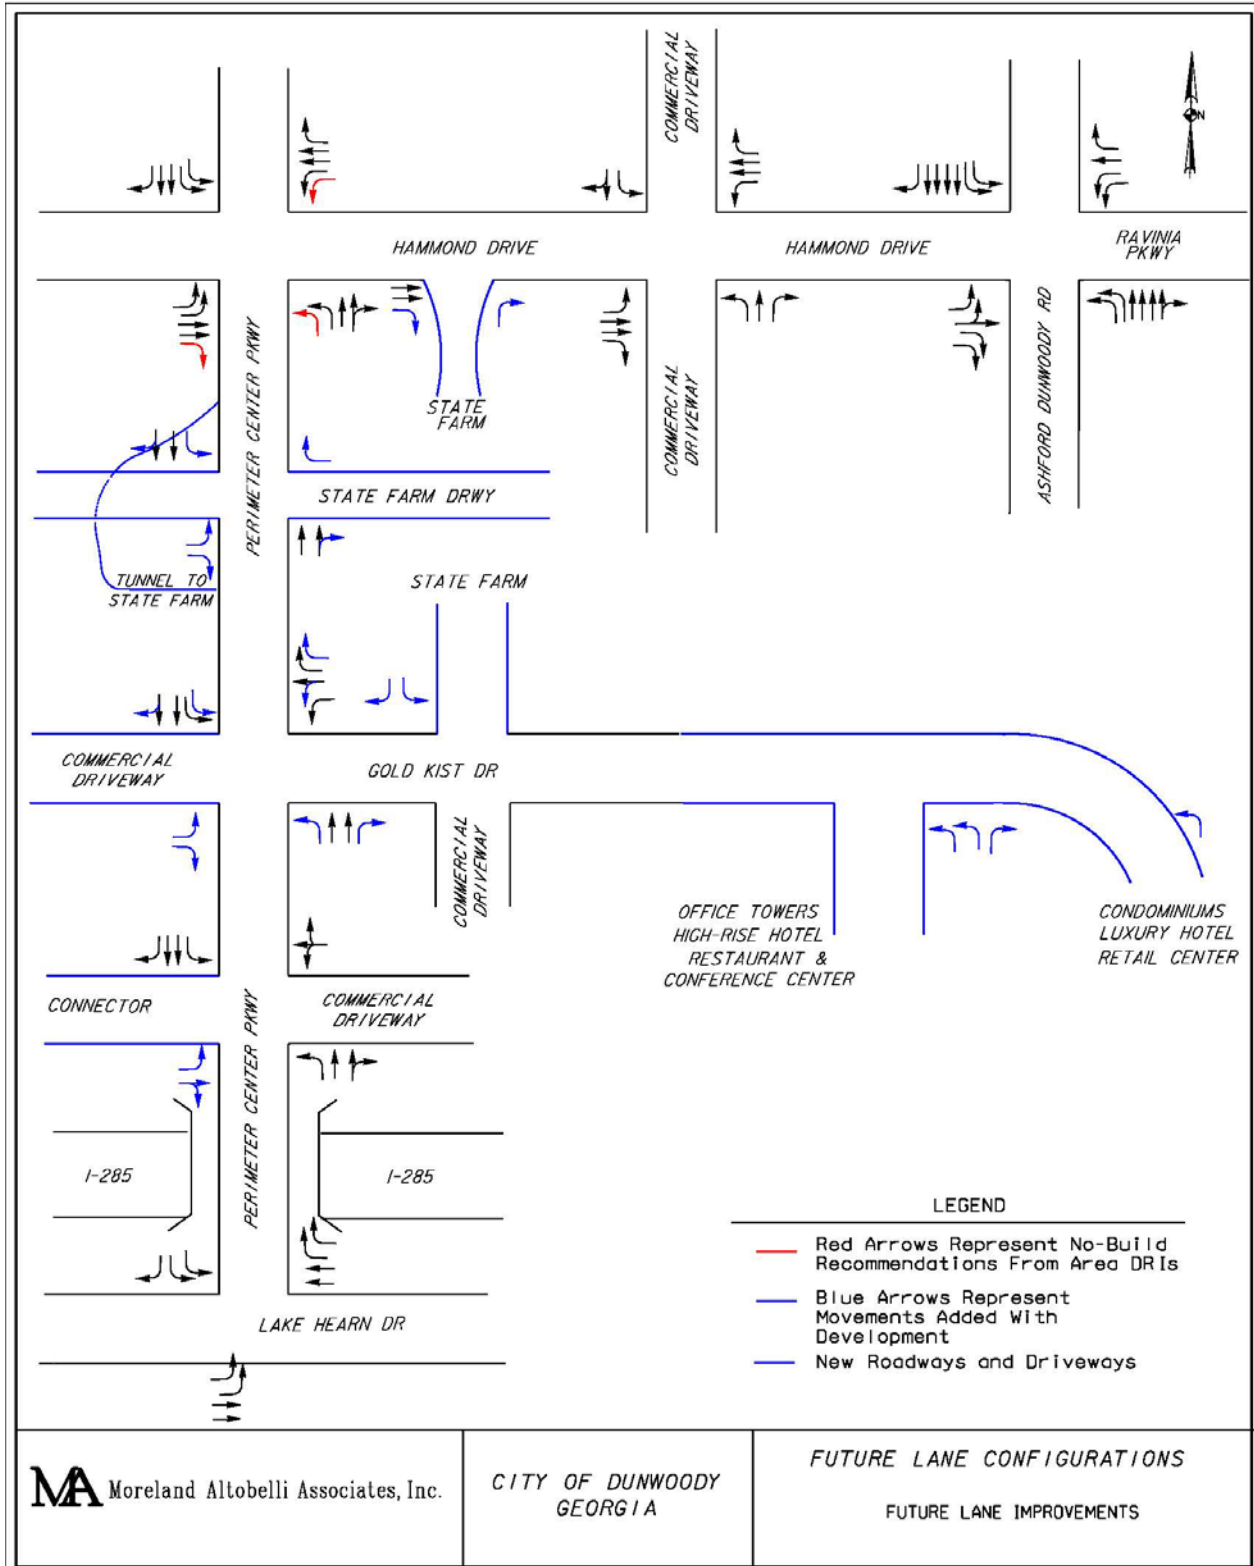 COMMERCIAL
DRIVEWAY
N
HAMMOND DRIVE
HAMMOND DRIVE
RAVINIA
PKWY
PERIMETER CENTER PKWY
STATE
FARM
COMMERCIAL
DRIVEWAY
ASHFORD DUNWOODY RD
STATE FARM DRWY
TUNNEL TO
STATE FARM
STATE FARM
COMMERCIAL
DRIVEWAY
GOLD KIST DR
COMMERCIAL
DRIVEWAY
OFFICE TOWERS
HIGH-RISE HOTEL
RESTAURANT &
CONFERENCE CENTER
CONDOMINIUMS
LUXURY HOTEL
RETAIL CENTER
CONNECTOR
PERIMETER CENTER PKWY
COMMERCIAL
DRIVEWAY
I-285
I-285
LAKE HEARN DR
LEGEND
Red Arrows Represent No-Build
Recommendations From Area DRIs
Blue Arrows Represent
Movements Added With
Development
New Roadways and Driveways
MA Moreland Altobelli Associates, Inc.
CITY OF DUNWOODY
GEORGIA
FUTURE LANE CONFIGURATIONS
FUTURE LANE IMPROVEMENTS